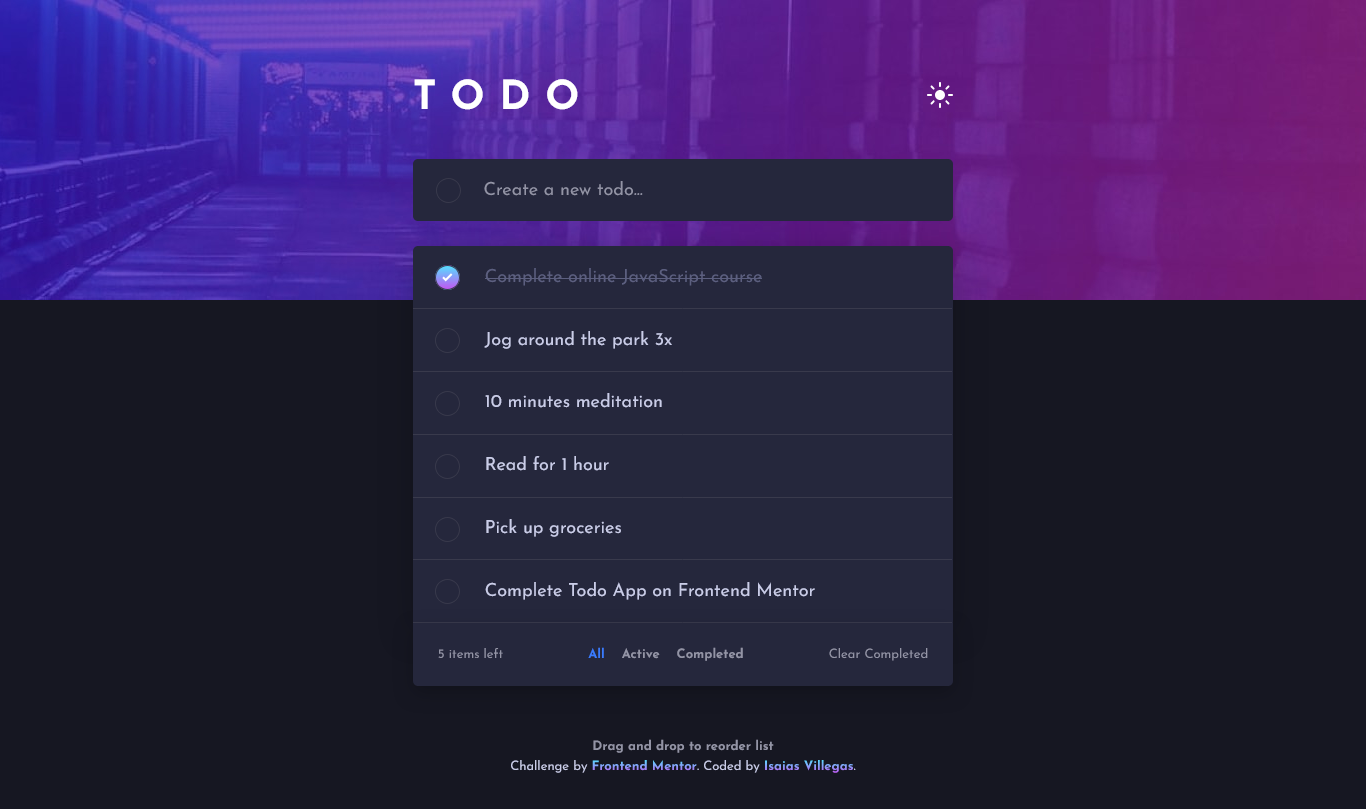 TODO
Create a new todo...
Complete online JavaScript course
Jog around the park 3x
10 minutes meditation
Read for 1 hour
Pick up groceries
Complete Todo App on Frontend Mentor
5 items left All Active Completed Clear Completed
Drag and drop to reorder list
Challenge by Frontend Mentor. Coded by Isaias Villegas.